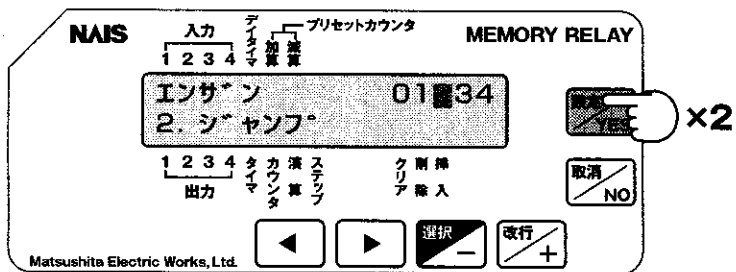 NAIS
入力
1 2 3 4
デイタイマ
加算
減算
プリセットカウンタ
MEMORY RELAY
エンサ゛ン 01█34
2. シ゛ャンフ゜
YES
×2
1 2 3 4
出力
タイマ
カウンタ
演算
ステップ
クリア
削除
挿入
取消/NO
◀
▶
選択/−
改行/+
Matsushita Electric Works, Ltd.